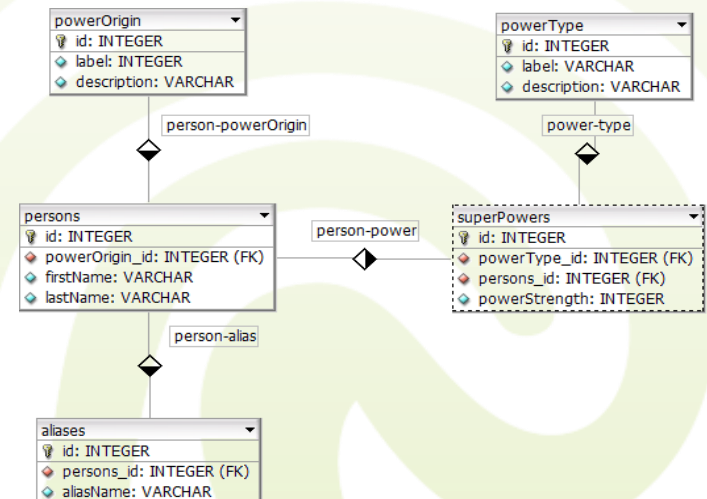 powerOrigin
id: INTEGER
label: INTEGER
description: VARCHAR
powerType
id: INTEGER
label: VARCHAR
description: VARCHAR
person-powerOrigin
power-type
persons
id: INTEGER
powerOrigin_id: INTEGER (FK)
firstName: VARCHAR
lastName: VARCHAR
person-power
superPowers
id: INTEGER
powerType_id: INTEGER (FK)
persons_id: INTEGER (FK)
powerStrength: INTEGER
person-alias
aliases
id: INTEGER
persons_id: INTEGER (FK)
aliasName: VARCHAR